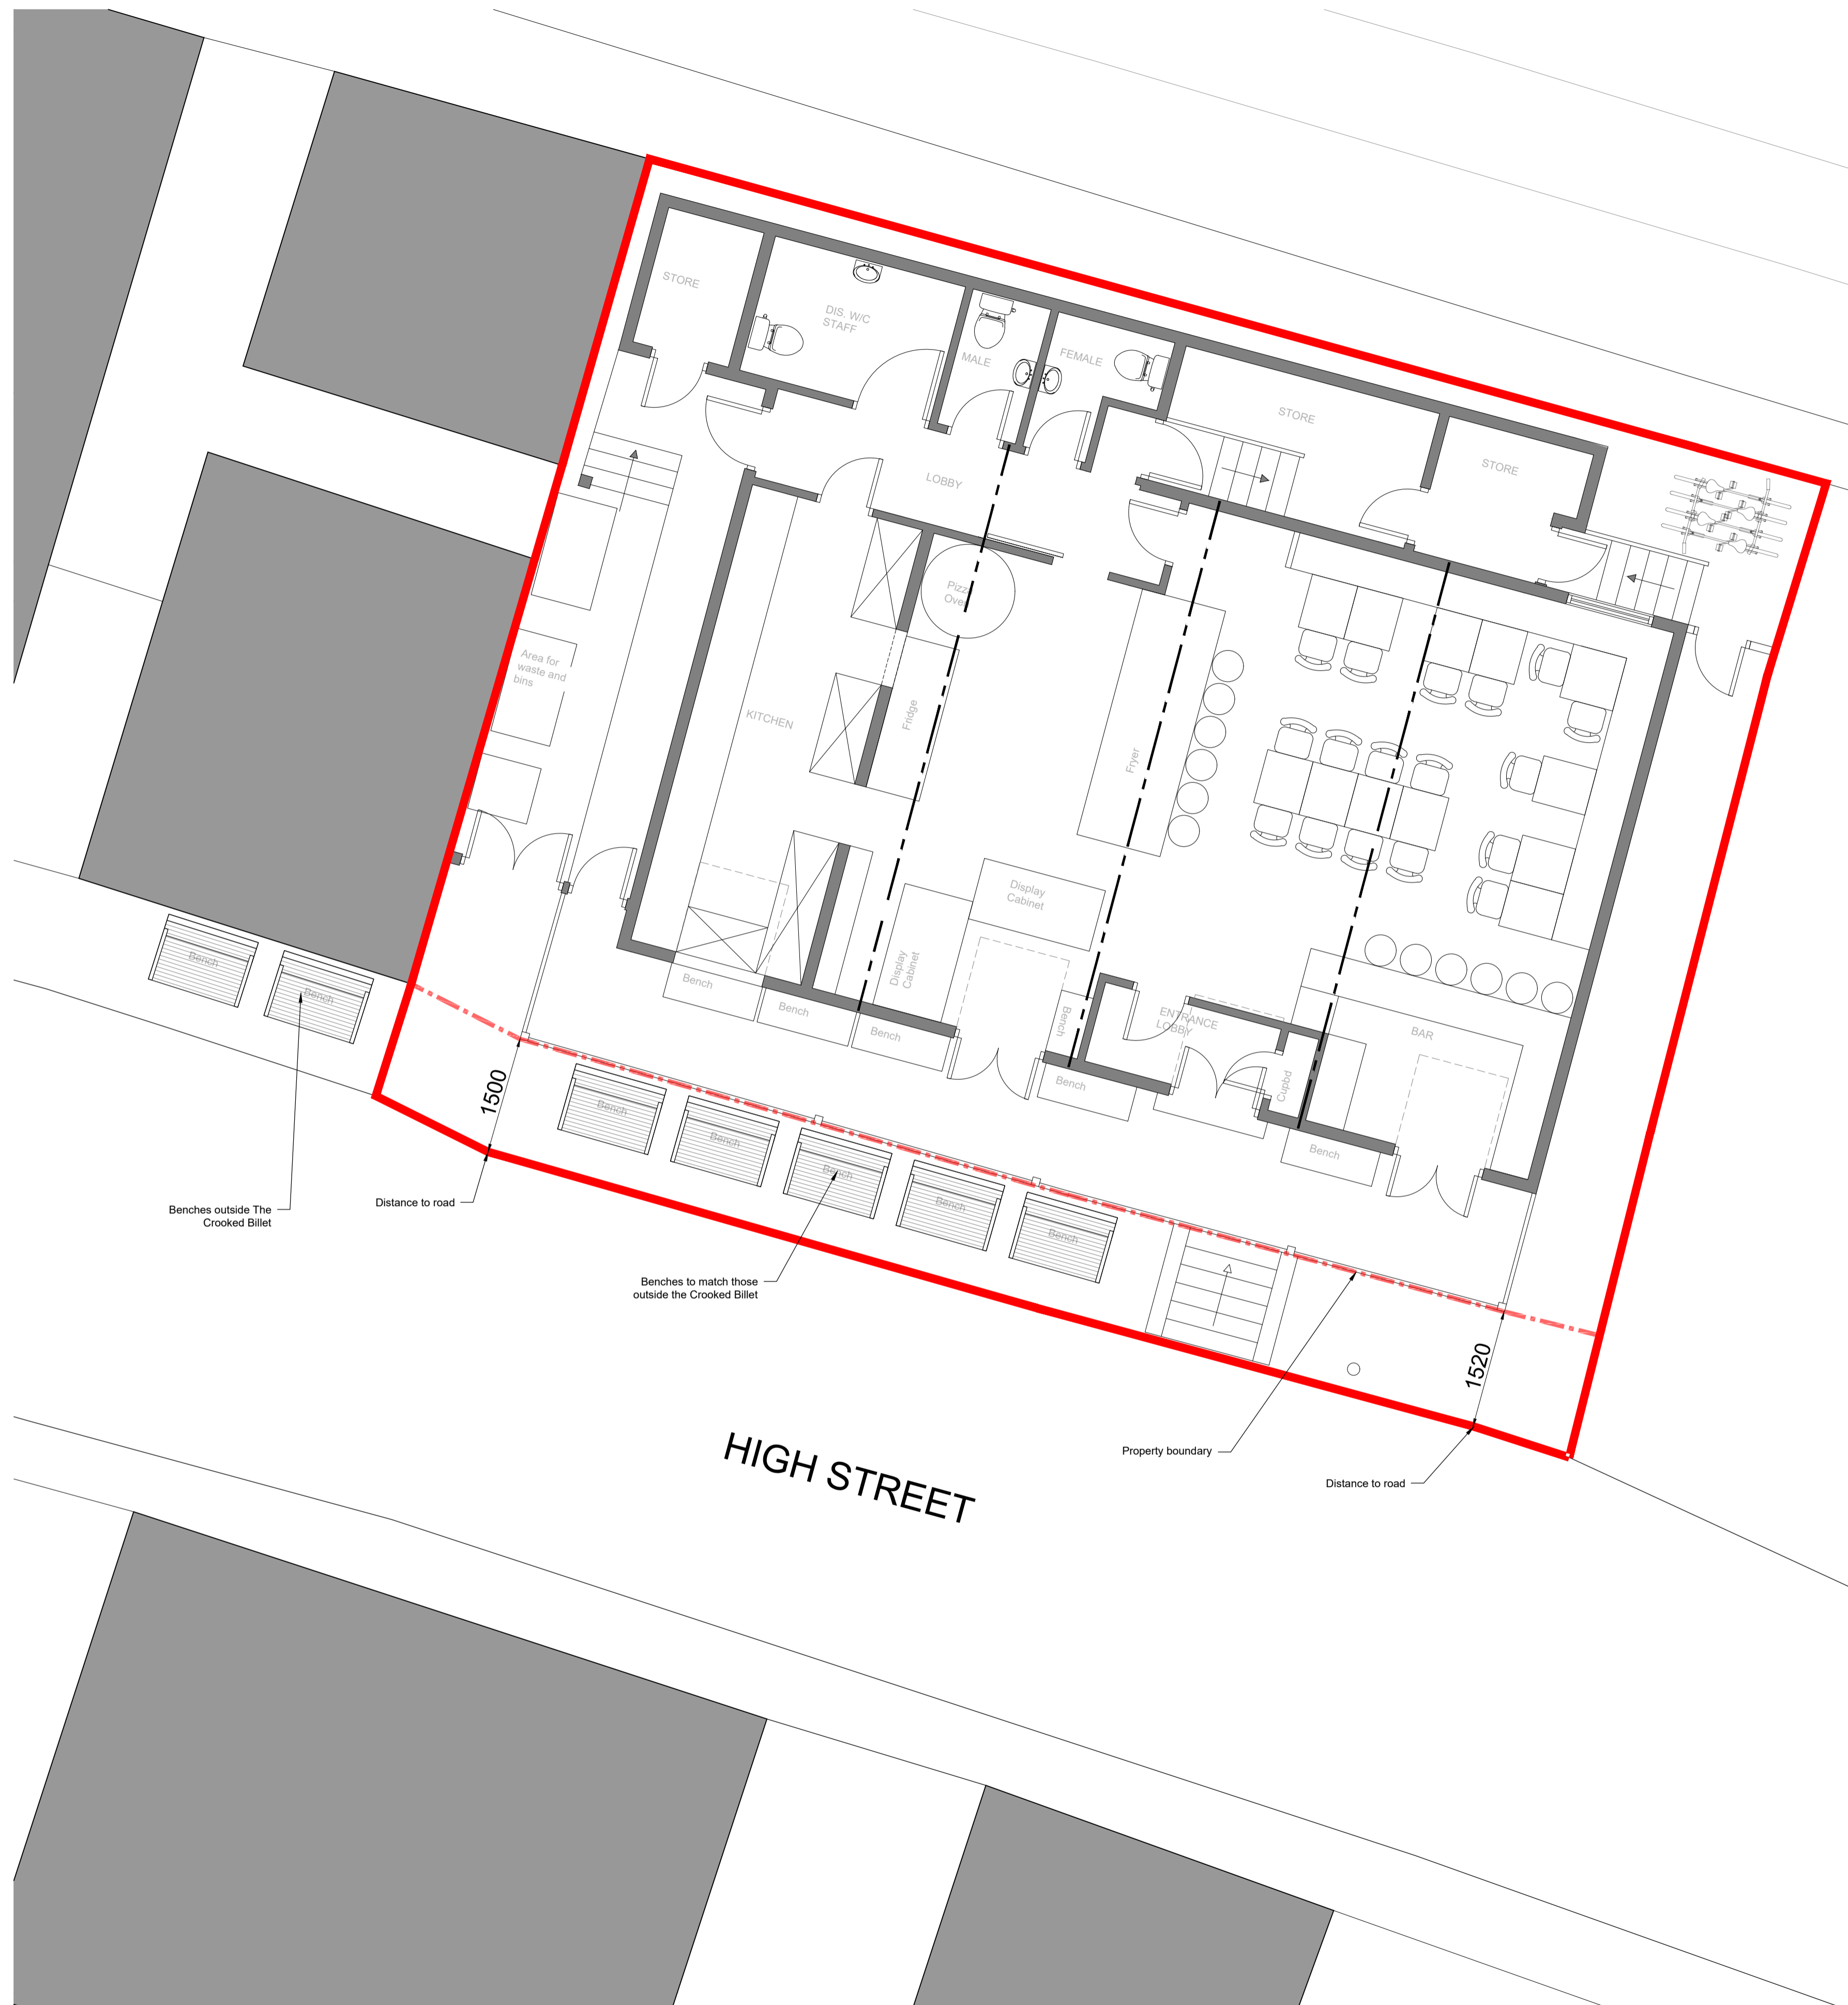 STORE
DIS. W/C
STAFF
MALE
FEMALE
STORE
STORE
LOBBY
Pizza
Oven
Area for
waste and
bins
KITCHEN
Fridge
Fryer
Display
Cabinet
Display
Cabinet
Bench
Bench
Bench
Bench
Bench
ENTRANCE
LOBBY
Cupbd
BAR
Bench
Bench
Bench
Bench
Bench
Bench
Bench
Bench
1500
1520
Benches outside The
Crooked Billet
Distance to road
Benches to match those
outside the Crooked Billet
Property boundary
Distance to road
HIGH STREET